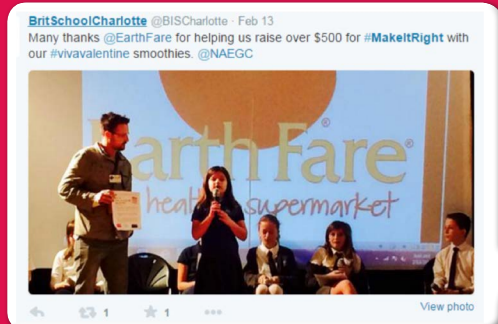 BritSchoolCharlotte @BISCharlotte · Feb 13
Many thanks @EarthFare for helping us raise over $500 for #MakeItRight with
our #vivavalentine smoothies. @NAEGC
Earth Fare®
heal supermarket
1 1
View photo